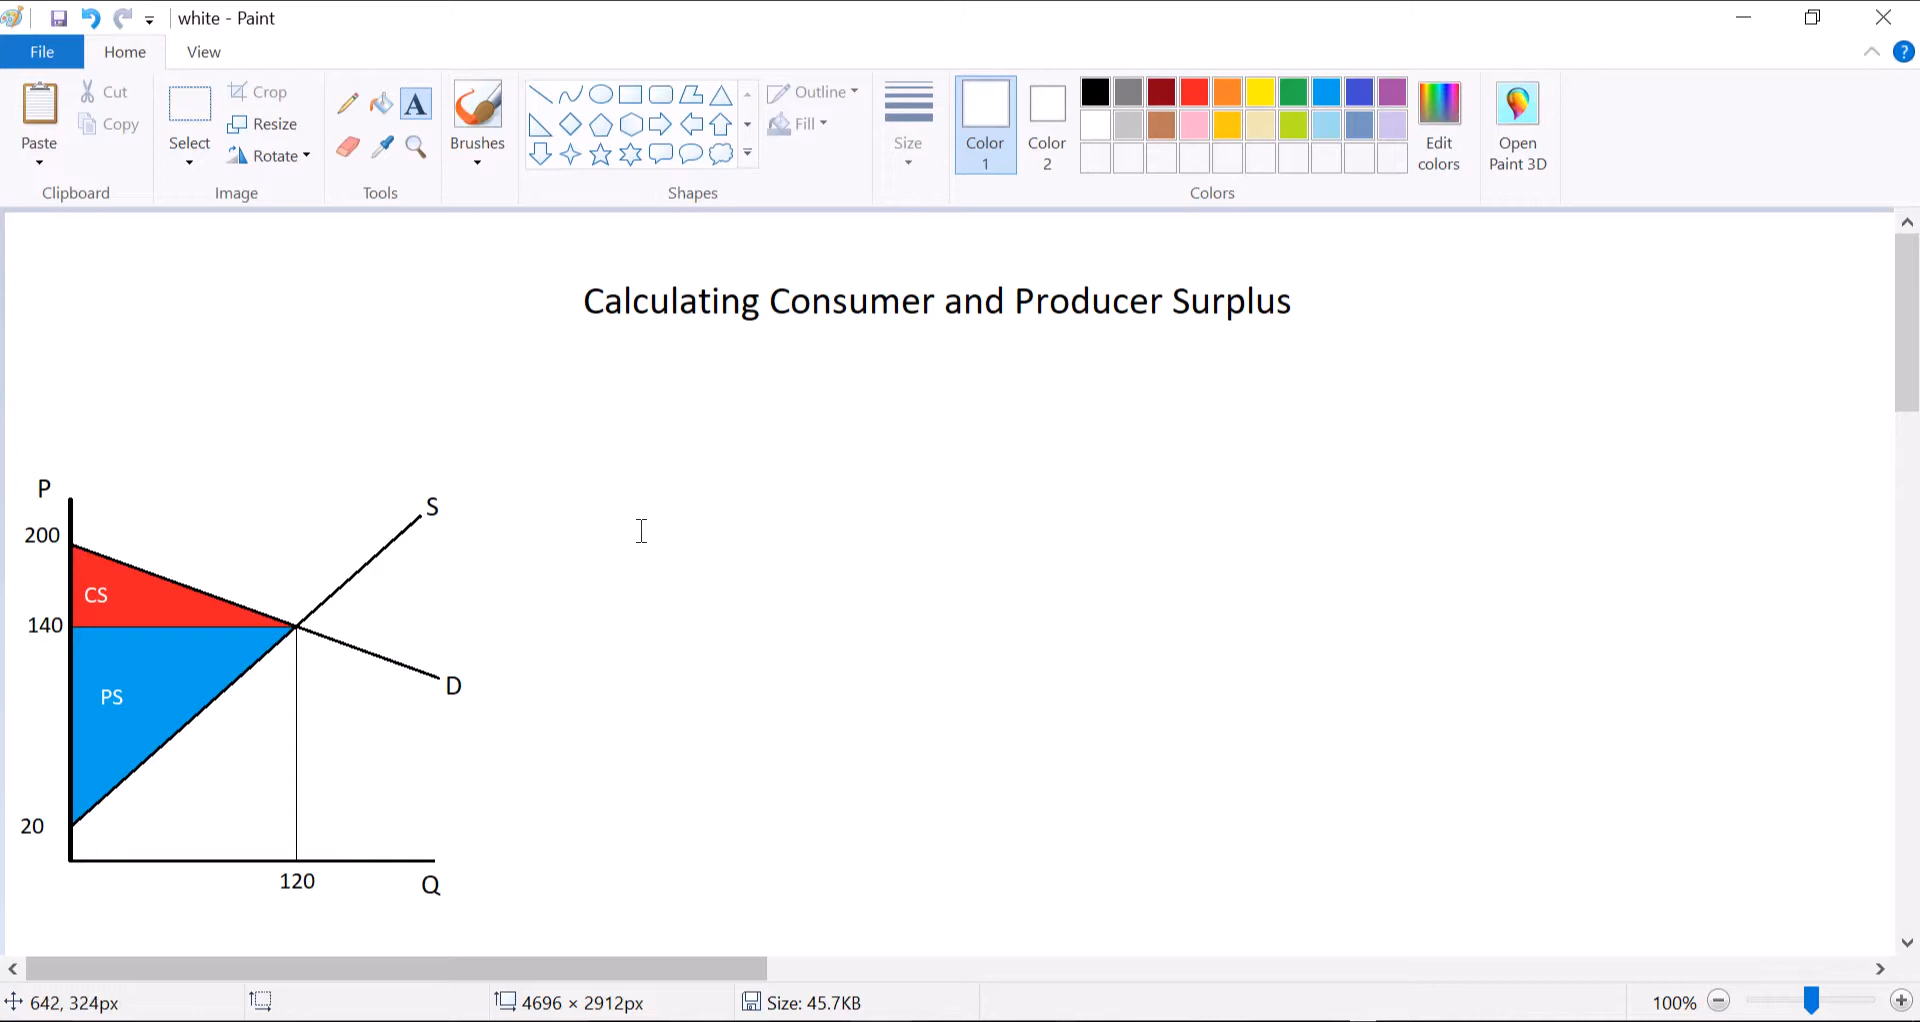 white - Paint
File Home View
Paste Cut Copy
Select Crop Resize Rotate
A
Brushes
Outline Fill
Size
Color 1 Color 2
Edit colors
Open Paint 3D
?
Clipboard Image Tools Shapes Colors
Calculating Consumer and Producer Surplus
P
S
200
CS
140
D
PS
20
120
Q
642, 324px 4696 × 2912px Size: 45.7KB 100%